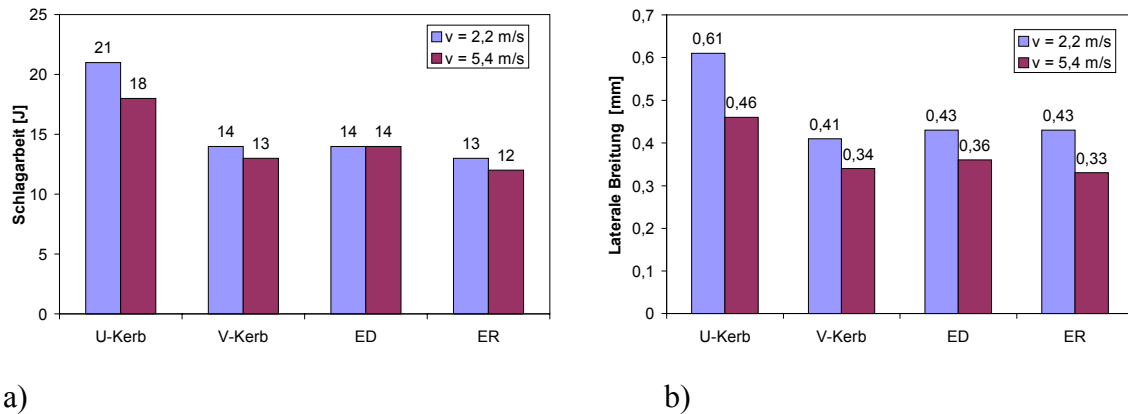 25
20
15
10
5
0
Schlagarbeit [J]
21
18
14
13
14
14
13
12
v = 2,2 m/s
v = 5,4 m/s
U-Kerb
V-Kerb
ED
ER
a)
0,7
0,6
0,5
0,4
0,3
0,2
0,1
0
Laterale Breitung [mm]
0,61
0,46
0,41
0,34
0,43
0,36
0,43
0,33
v = 2,2 m/s
v = 5,4 m/s
U-Kerb
V-Kerb
ED
ER
b)